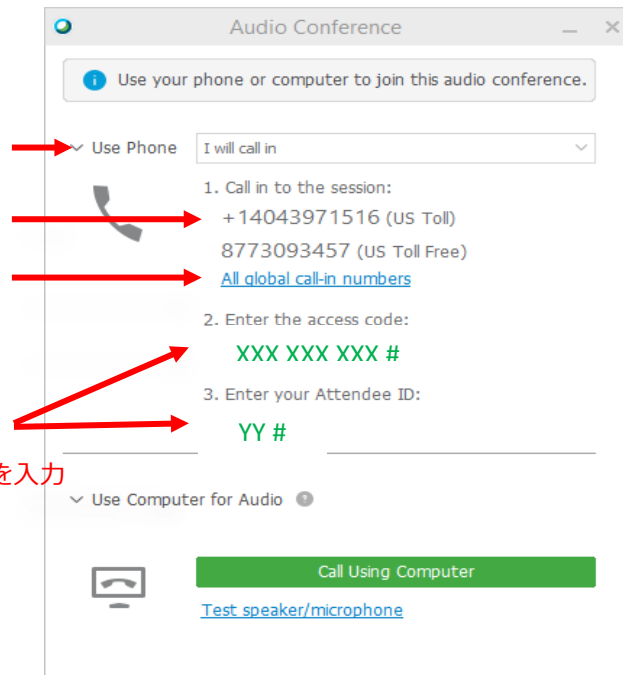 Audio Conference
Use your phone or computer to join this audio conference.
Use Phone
I will call in
1. Call in to the session:
+14043971516 (US Toll)
8773093457 (US Toll Free)
All global call-in numbers
2. Enter the access code:
XXX XXX XXX #
3. Enter your Attendee ID:
YY #
を入力
Use Computer for Audio
Call Using Computer
Test speaker/microphone